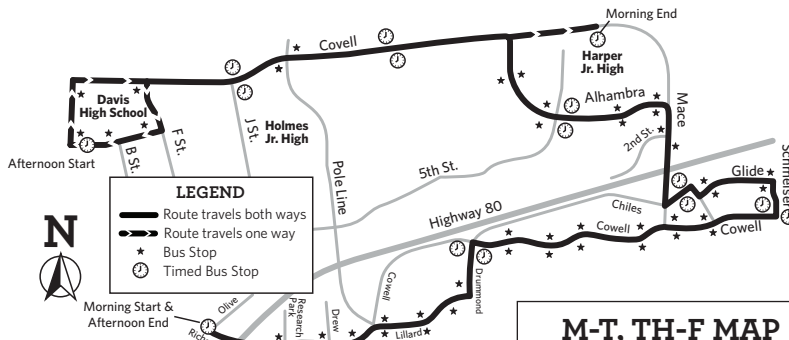 Morning End
Covell
Harper
Jr. High
Davis
High School
Alhambra
Mace
J St.
Holmes
Jr. High
F St.
B St.
2nd St.
Afternoon Start
Pole Line
5th St.
Glide
Schmeiser
LEGEND
Route travels both ways
Route travels one way
Bus Stop
Timed Bus Stop
N
Highway 80
Chiles
Cowell
Cowell
Cowell
Drummond
Morning Start &
Afternoon End
Olive
Research
Park
Drew
Lillard
M-T, TH-F MAP